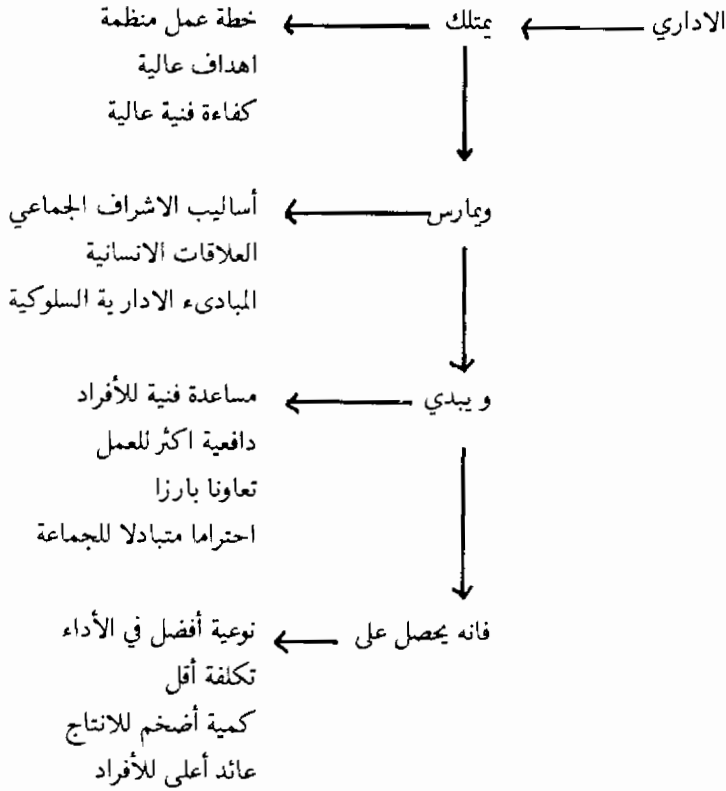 الاداري يمتلك خطة عمل منظمة
اهداف عالية
كفاءة فنية عالية
ويمارس أساليب الاشراف الجماعي
العلاقات الانسانية
المبادىء الادارية السلوكية
و يبدي مساعدة فنية للأفراد
دافعية اكثر للعمل
تعاونا بارزا
احتراما متبادلا للجماعة
فانه يحصل على نوعية أفضل في الأداء
تكلفة أقل
كمية أضخم للانتاج
عائد أعلى للأفراد